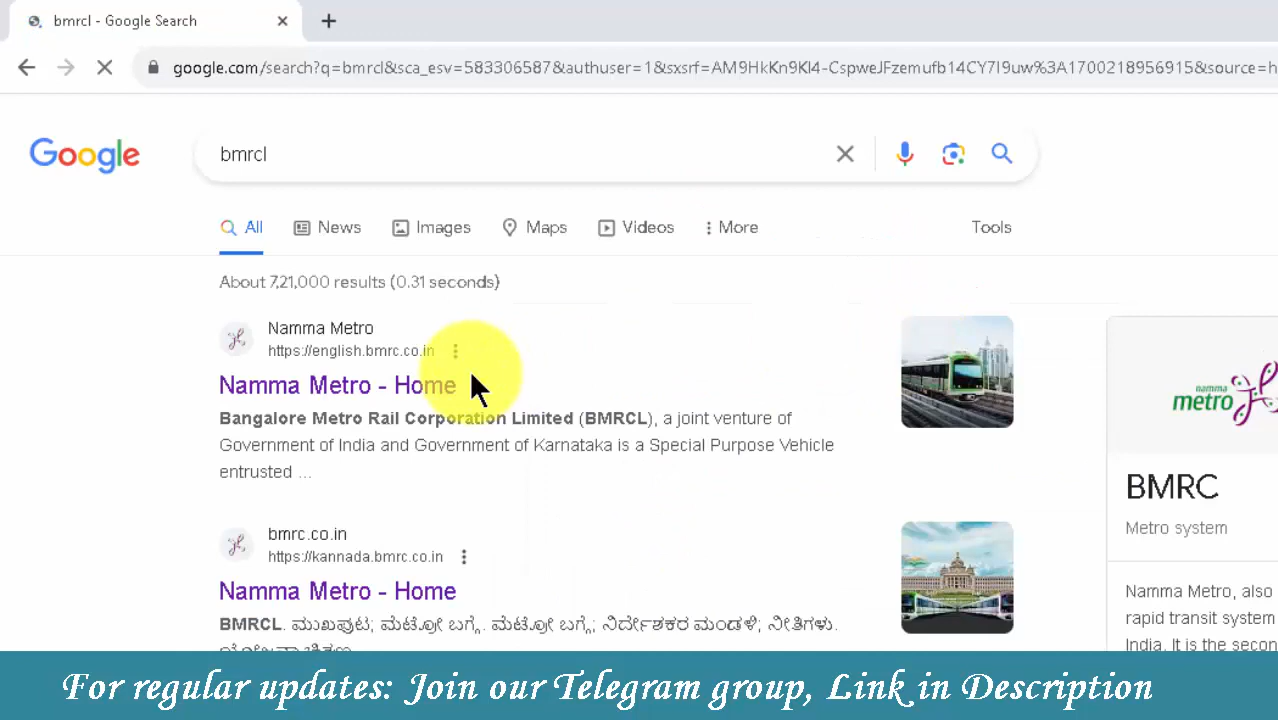 bmrcl - Google Search
google.com/search?q=bmrcl&sca_esv=583306587&authuser=1&sxsrf=AM9HkKn9Kl4-CspweJFzemufb14CY7I9uw%3A1700218956915&source=h
Google
bmrcl
All News Images Maps Videos More Tools
About 7,21,000 results (0.31 seconds)
Namma Metro
https://english.bmrc.co.in
Namma Metro - Home
Bangalore Metro Rail Corporation Limited (BMRCL), a joint venture of
Government of India and Government of Karnataka is a Special Purpose Vehicle
entrusted ...
bmrc.co.in
https://kannada.bmrc.co.in
Namma Metro - Home
BMRCL. ಮುಖಪುಟ; ಮೆಟ್ರೋ ಬಗ್ಗೆ. ಮೆಟ್ರೋ ಬಗ್ಗೆ; ನಿರ್ದೇಶಕರ ಮಂಡಳಿ; ನೀತಿಗಳು.
namma
metro
BMRC
Metro system
Namma Metro, also
rapid transit system
India. It is the secon
For regular updates: Join our Telegram group, Link in Description